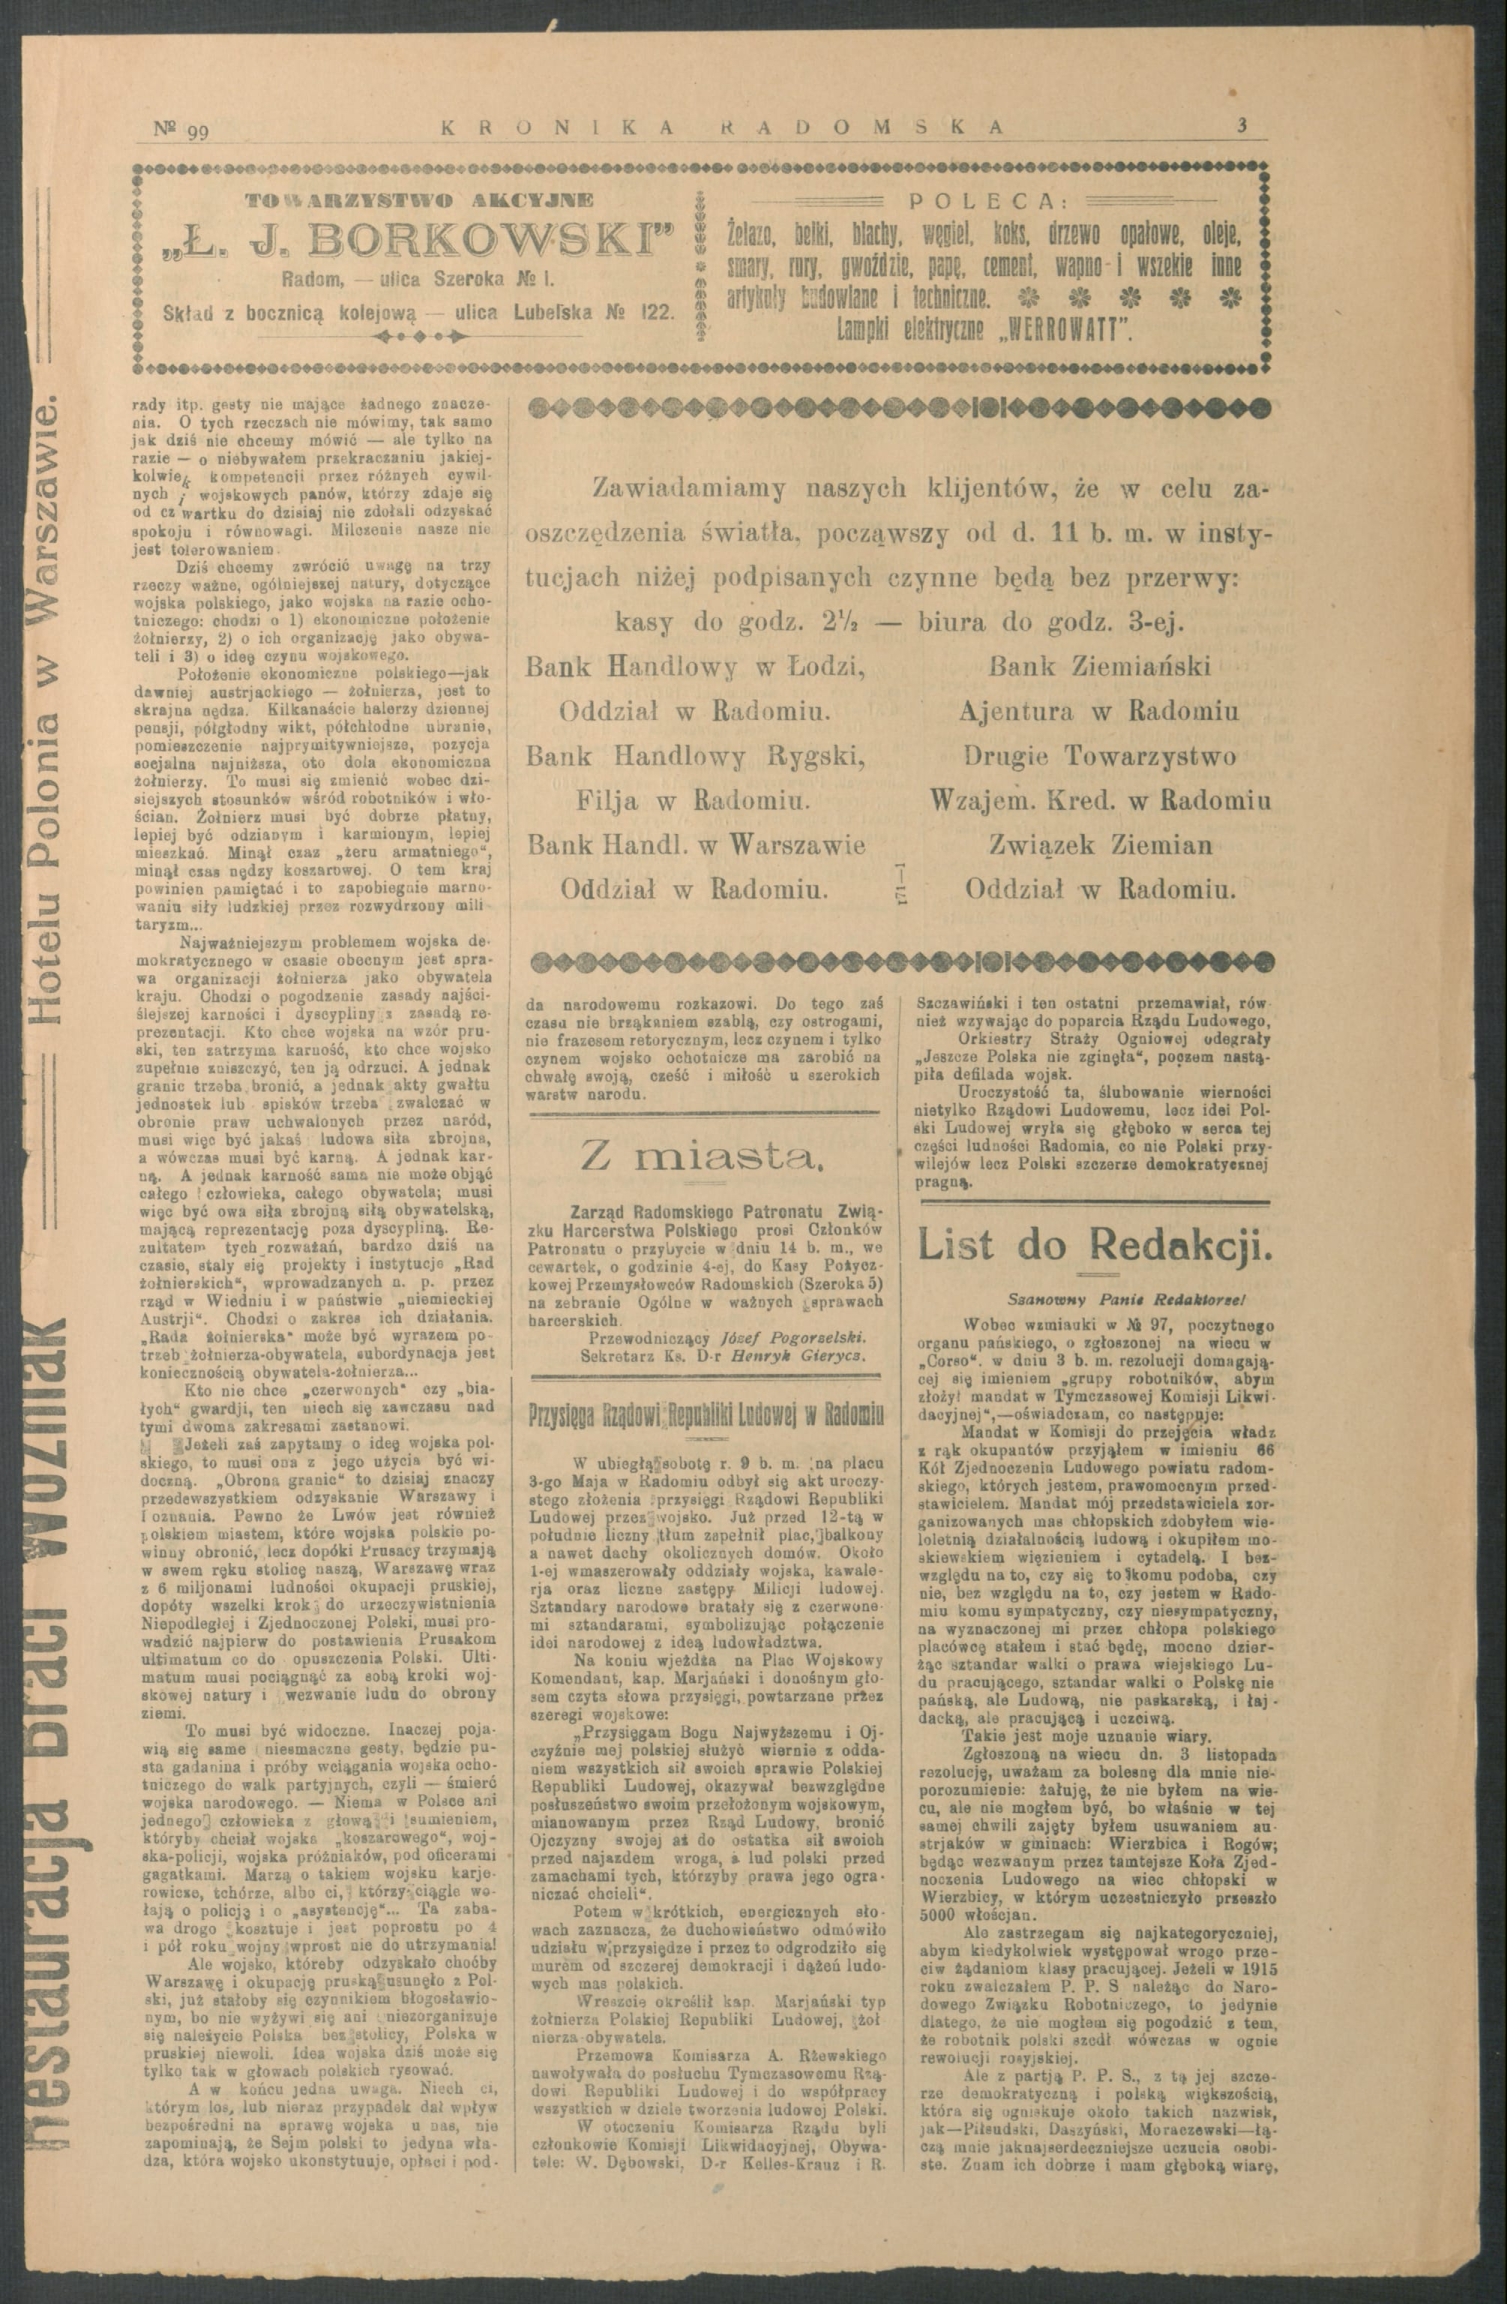 № 99
KRONIKA RADOMSKA
3
TOWARZYSTWO AKCYJNE
„Ł. J. BORKOWSKI”
Radom, — ulica Szeroka № 1.
Skład z bocznicą kolejową — ulica Lubelska № 122.
POLECA:
Żelazo, belki, blachy, węgiel, koks, drzewo opałowe, oleje,
smary, rury, gwoździe, papę, cement, wapno i wszekie inne
artykuły budowlane i techniczne.
Lampki elektryczne „WERROWATT”.
Restauracja Braci Woźniak
Hotelu Polonia w Warszawie.
rady itp. gesty nie mające żadnego znacze-
nia. O tych rzeczach nie mówimy, tak samo
jak dziś nie chcemy mówić — ale tylko na
razie — o niebywałem przekraczaniu jakiej-
kolwiek kompetencji przez różnych cywil-
nych i wojskowych panów, którzy zdaje się
od czwartku do dzisiaj nie zdołali odzyskać
spokoju i równowagi. Milczenie nasze nie
jest tolerowaniem.
Dziś chcemy zwrócić uwagę na trzy
rzeczy ważne, ogólniejszej natury, dotyczące
wojska polskiego, jako wojska na razie ocho-
tniczego: chodzi o 1) ekonomiczne położenie
żołnierzy, 2) o ich organizację jako obywa-
teli i 3) o ideę czynu wojskowego.
Położenie ekonomiczne polskiego—jak
dawniej austrjackiego — żołnierza, jest to
skrajna nędza. Kilkanaście halerzy dziennej
pensji, półgłodny wikt, półchłodne ubranie,
pomieszczenie najprymitywniejsze, pozycja
socjalna najniższa, oto dola ekonomiczna
żołnierzy. To musi się zmienić wobec dzi-
siejszych stosunków wśród robotników i wło-
ścian. Żołnierz musi być dobrze płatny,
lepiej być odzianym i karmionym, lepiej
mieszkać. Minął czas „żeru armatniego“,
minął czas nędzy koszarowej. O tem kraj
powinien pamiętać i to zapobiegnie marno-
waniu siły ludzkiej przez rozwydrzony mili
taryzm...
Najważniejszym problemem wojska de-
mokratycznego w czasie obecnym jest spra-
wa organizacji żołnierza jako obywatela
kraju. Chodzi o pogodzenie zasady najści-
ślejszej karności i dyscypliny z zasadą re-
prezentacji. Kto chce wojska na wzór pru-
ski, ten zatrzyma karność, kto chce wojsko
zupełnie zniszczyć, ten ją odrzuci. A jednak
granic trzeba bronić, a jednak akty gwałtu
jednostek lub spisków trzeba zwalczać w
obronie praw uchwalonych przez naród,
musi więc być jakaś ludowa siła zbrojna,
a wówczas musi być karną. A jednak kar-
ną. A jednak karność sama nie może objąć
całego człowieka, całego obywatela; musi
więc być owa siła zbrojną siłą obywatelską,
mającą reprezentację poza dyscypliną. Re-
zultatem tych rozważań, bardzo dziś na
czasie, stały się projekty i instytucje „Rad
żołnierskich“, wprowadzanych n. p. przez
rząd w Wiedniu i w państwie „niemieckiej
Austrji“. Chodzi o zakres ich działania.
„Rada żołnierska“ może być wyrazem po-
trzeb żołnierza-obywatela, subordynacja jest
koniecznością obywatela-żołnierza...
Kto nie chce „czerwonych“ czy „bia-
łych“ gwardji, ten niech się zawczasu nad
tymi dwoma zakresami zastanowi.
Jeżeli zaś zapytamy o ideę wojska pol-
skiego, to musi ona z jego użycia być wi-
doczną. „Obrona granic“ to dzisiaj znaczy
przedewszystkiem odzyskanie Warszawy i
Poznania. Pewno że Lwów jest również
polskiem miastem, które wojska polskie po-
winny obronić, lecz dopóki Prusacy trzymają
w swem ręku stolicę naszą, Warszawę wraz
z 6 miljonami ludności okupacji pruskiej,
dopóty wszelki krok do urzeczywistnienia
Niepodległej i Zjednoczonej Polski, musi pro-
wadzić najpierw do postawienia Prusakom
ultimatum co do opuszczenia Polski. Ulti-
matum musi pociągnąć za sobą kroki woj-
skowej natury i wezwanie ludu do obrony
ziemi.
To musi być widoczne. Inaczej poja-
wią się same niesmaczne gesty, będzie pu-
sta gadanina i próby wciągania wojska ocho-
tniczego do walk partyjnych, czyli — śmierć
wojska narodowego. — Niema w Polsce ani
jednego człowieka z głową i sumieniem,
któryby chciał wojska „koszarowego“, woj-
ska-policji, wojska próżniaków, pod oficerami
gagatkami. Marzą o takiem wojsku karje-
rowicze, tchórze, albo ci, którzy ciągle wo-
łają o policję i o „asystencję“... Ta zaba-
wa drogo kosztuje i jest poprostu po 4
i pół roku wojny wprost nie do utrzymania!
Ale wojsko, któreby odzyskało choćby
Warszawę i okupację pruską usunęło z Pol-
ski, już stałoby się czynnikiem błogosławio-
nym, bo nie wyżywi się ani niezorganizuje
się należycie Polska bez stolicy, Polska w
pruskiej niewoli. Idea wojska dziś może się
tylko tak w głowach polskich rysować.
A w końcu jedna uwaga. Niech ci,
którym los, lub nieraz przypadek dał wpływ
bezpośredni na sprawę wojska u nas, nie
zapominają, że Sejm polski to jedyna wła-
dza, która wojsko ukonstytuuje, opłaci i pod-
Zawiadamiamy naszych klijentów, że w celu za-
oszczędzenia światła, począwszy od d. 11 b. m. w insty-
tucjach niżej podpisanych czynne będą bez przerwy:
kasy do godz. 2½ — biura do godz. 3-ej.
Bank Handlowy w Łodzi,
Oddział w Radomiu.
Bank Handlowy Rygski,
Filja w Radomiu.
Bank Handl. w Warszawie
Oddział w Radomiu.
Bank Ziemiański
Ajentura w Radomiu
Drugie Towarzystwo
Wzajem. Kred. w Radomiu
Związek Ziemian
Oddział w Radomiu.
da narodowemu rozkazowi. Do tego zaś
czasu nie brząkaniem szablą, czy ostrogami,
nie frazesem retorycznym, lecz czynem i tylko
czynem wojsko ochotnicze ma zarobić na
chwałę swoją, cześć i miłość u szerokich
warstw narodu.
Z miasta.
Zarząd Radomskiego Patronatu Zwią-
zku Harcerstwa Polskiego prosi Członków
Patronatu o przybycie w dniu 14 b. m., we
czwartek, o godzinie 4-ej, do Kasy Pożycz-
kowej Przemysłowców Radomskich (Szeroka 5)
na zebranie Ogólne w ważnych sprawach
harcerskich.
Przewodniczący Józef Pogorzelski.
Sekretarz Ks. D-r Henryk Gierycz.
Przysięga Rządowi Republiki Ludowej w Radomiu
W ubiegłą sobotę r. 9 b. m. na placu
3-go Maja w Radomiu odbył się akt uroczy-
stego złożenia przysięgi Rządowi Republiki
Ludowej przez wojsko. Już przed 12-tą w
południe liczny tłum zapełnił plac, balkony
a nawet dachy okolicznych domów. Około
1-ej wmaszerowały oddziały wojska, kawale-
rja oraz liczne zastępy Milicji ludowej.
Sztandary narodowe bratały się z czerwone-
mi sztandarami, symbolizując połączenie
idei narodowej z ideą ludowładztwa.
Na koniu wjeżdża na Plac Wojskowy
Komendant, kap. Marjański i donośnym gło-
sem czyta słowa przysięgi, powtarzane przez
szeregi wojskowe:
„Przysięgam Bogu Najwyższemu i Oj-
czyźnie mej polskiej służyć wiernie z odda-
niem wszystkich sił swoich sprawie Polskiej
Republiki Ludowej, okazywał bezwzględne
posłuszeństwo swoim przełożonym wojskowym,
mianowanym przez Rząd Ludowy, bronić
Ojczyzny swojej aż do ostatka sił swoich
przed najazdem wroga, a lud polski przed
zamachami tych, którzyby prawa jego ogra-
niczać chcieli“.
Potem w krótkich, energicznych sło-
wach zaznacza, że duchowieństwo odmówiło
udziału w przysiędze i przez to odgrodziło się
murem od szczerej demokracji i dążeń ludo-
wych mas polskich.
Wreszcie określił kap. Marjański typ
żołnierza Polskiej Republiki Ludowej, żoł
nierza-obywatela.
Przemowa Komisarza A. Rżewskiego
nawoływała do posłuchu Tymczasowemu Rzą-
dowi Republiki Ludowej i do współpracy
wszystkich w dziele tworzenia ludowej Polski.
W otoczeniu Komisarza Rządu byli
członkowie Komisji Likwidacyjnej, Obywa-
tele: W. Dębowski, D-r Kelles-Krauz i R.
Szczawiński i ten ostatni przemawiał, rów-
nież wzywając do poparcia Rządu Ludowego,
Orkiestry Straży Ogniowej odegrały
„Jeszcze Polska nie zginęła“, poczem nastą-
piła defilada wojsk.
Uroczystość ta, ślubowanie wierności
nietylko Rządowi Ludowemu, lecz idei Pol-
ski Ludowej wryła się głęboko w serca tej
części ludności Radomia, co nie Polski przy-
wilejów lecz Polski szczerze demokratycznej
pragną.
List do Redakcji.
Szanowny Panie Redaktorze!
Wobec wzmianki w № 97, poczytnego
organu pańskiego, o zgłoszonej na wiecu w
„Corso“. w dniu 3 b. m. rezolucji domagają-
cej się imieniem „grupy robotników, abym
złożył mandat w Tymczasowej Komisji Likwi-
dacyjnej“,—oświadczam, co następuje:
Mandat w Komisji do przejęcia władz
z rąk okupantów przyjąłem w imieniu 66
Kół Zjednoczenia Ludowego powiatu radom-
skiego, których jestem, prawomocnym przed-
stawicielem. Mandat mój przedstawiciela zor-
ganizowanych mas chłopskich zdobyłem wie-
loletnią działalnością ludową i okupiłem mo-
skiewskiem więzieniem i cytadelą. I bez-
względu na to, czy się to komu podoba, czy
nie, bez względu na to, czy jestem w Rado-
miu komu sympatyczny, czy niesympatyczny,
na wyznaczonej mi przez chłopa polskiego
placówce stałem i stać będę, mocno dzier-
żąc sztandar walki o prawa wiejskiego Lu-
du pracującego, sztandar walki o Polskę nie
pańską, ale Ludową, nie paskarską, i łaj-
dacką, ale pracującą i uczciwą.
Takie jest moje uznanie wiary.
Zgłoszoną na wiecu dn. 3 listopada
rezolucję, uważam za bolesne dla mnie nie-
porozumienie: żałuję, że nie byłem na wie-
cu, ale nie mogłem być, bo właśnie w tej
samej chwili zajęty byłem usuwaniem au-
strjaków w gminach: Wierzbica i Rogów;
będąc wezwanym przez tamtejsze Koła Zjed-
noczenia Ludowego na wiec chłopski w
Wierzbicy, w którym uczestniczyło przeszło
5000 włościan.
Ale zastrzegam się najkategoryczniej,
abym kiedykolwiek występował wrogo prze-
ciw żądaniom klasy pracującej. Jeżeli w 1915
roku zwalczałem P. P. S należąc do Naro-
dowego Związku Robotniczego, to jedynie
dlatego, że nie mogłem się pogodzić z tem,
że robotnik polski szedł wówczas w ognie
rewolucji rosyjskiej.
Ale z partją P. P. S., z tą jej szcze-
rze demokratyczną i polską większością,
która się ogniskuje około takich nazwisk,
jak—Piłsudski, Daszyński, Moraczewski—łą-
czą mnie jaknajserdeczniejsze uczucia osobi-
ste. Znam ich dobrze i mam głęboką wiarę,